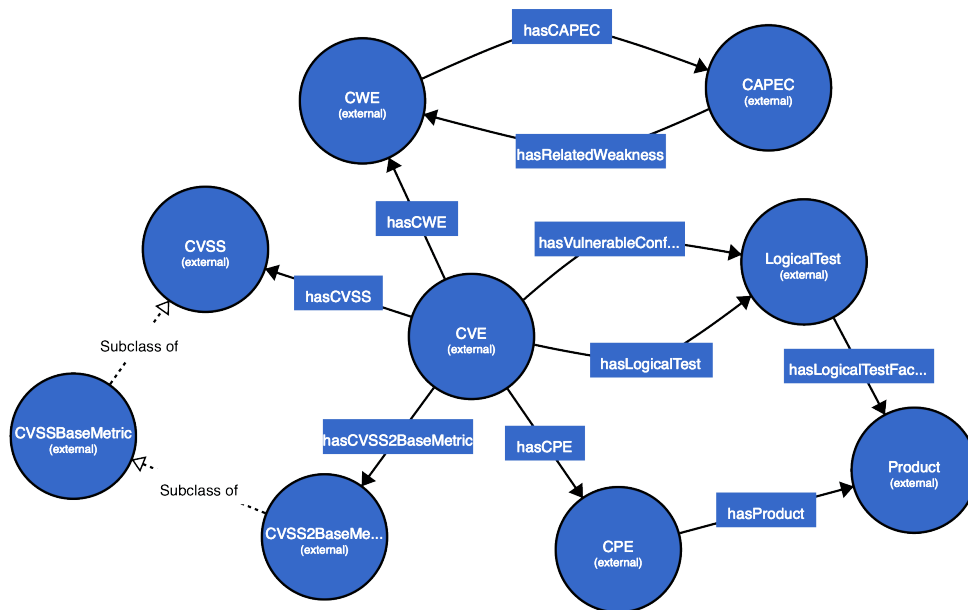 hasCAPEC
CWE
(external)
CAPEC
(external)
hasRelatedWeakness
hasCWE
CVSS
(external)
hasVulnerableConf...
LogicalTest
(external)
hasCVSS
CVE
(external)
Subclass of
hasLogicalTest
hasLogicalTestFac...
CVSSBaseMetric
(external)
hasCVSS2BaseMetric
hasCPE
Product
(external)
Subclass of
hasProduct
CVSS2BaseMe...
(external)
CPE
(external)